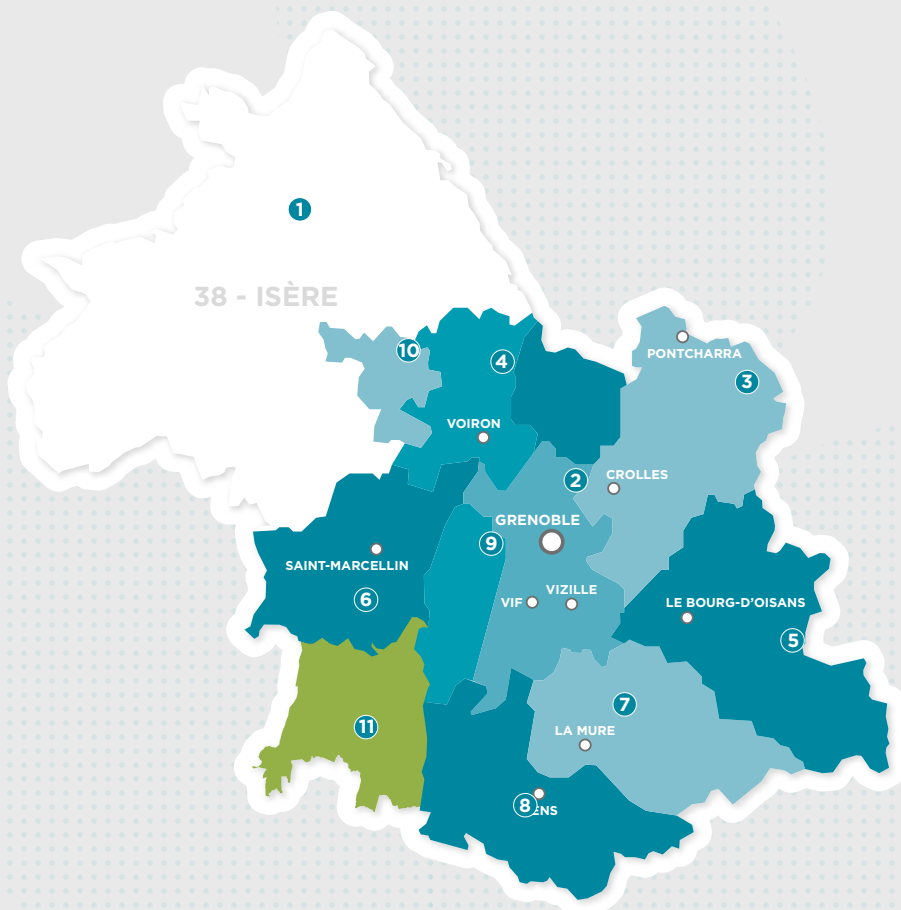 1
38 - ISÈRE
PONTCHARRA
10
4
3
VOIRON
CROLLES
2
GRENOBLE
9
SAINT-MARCELLIN
VIZILLE
6
VIF
LE BOURG-D'OISANS
5
7
11
LA MURE
8
ENS